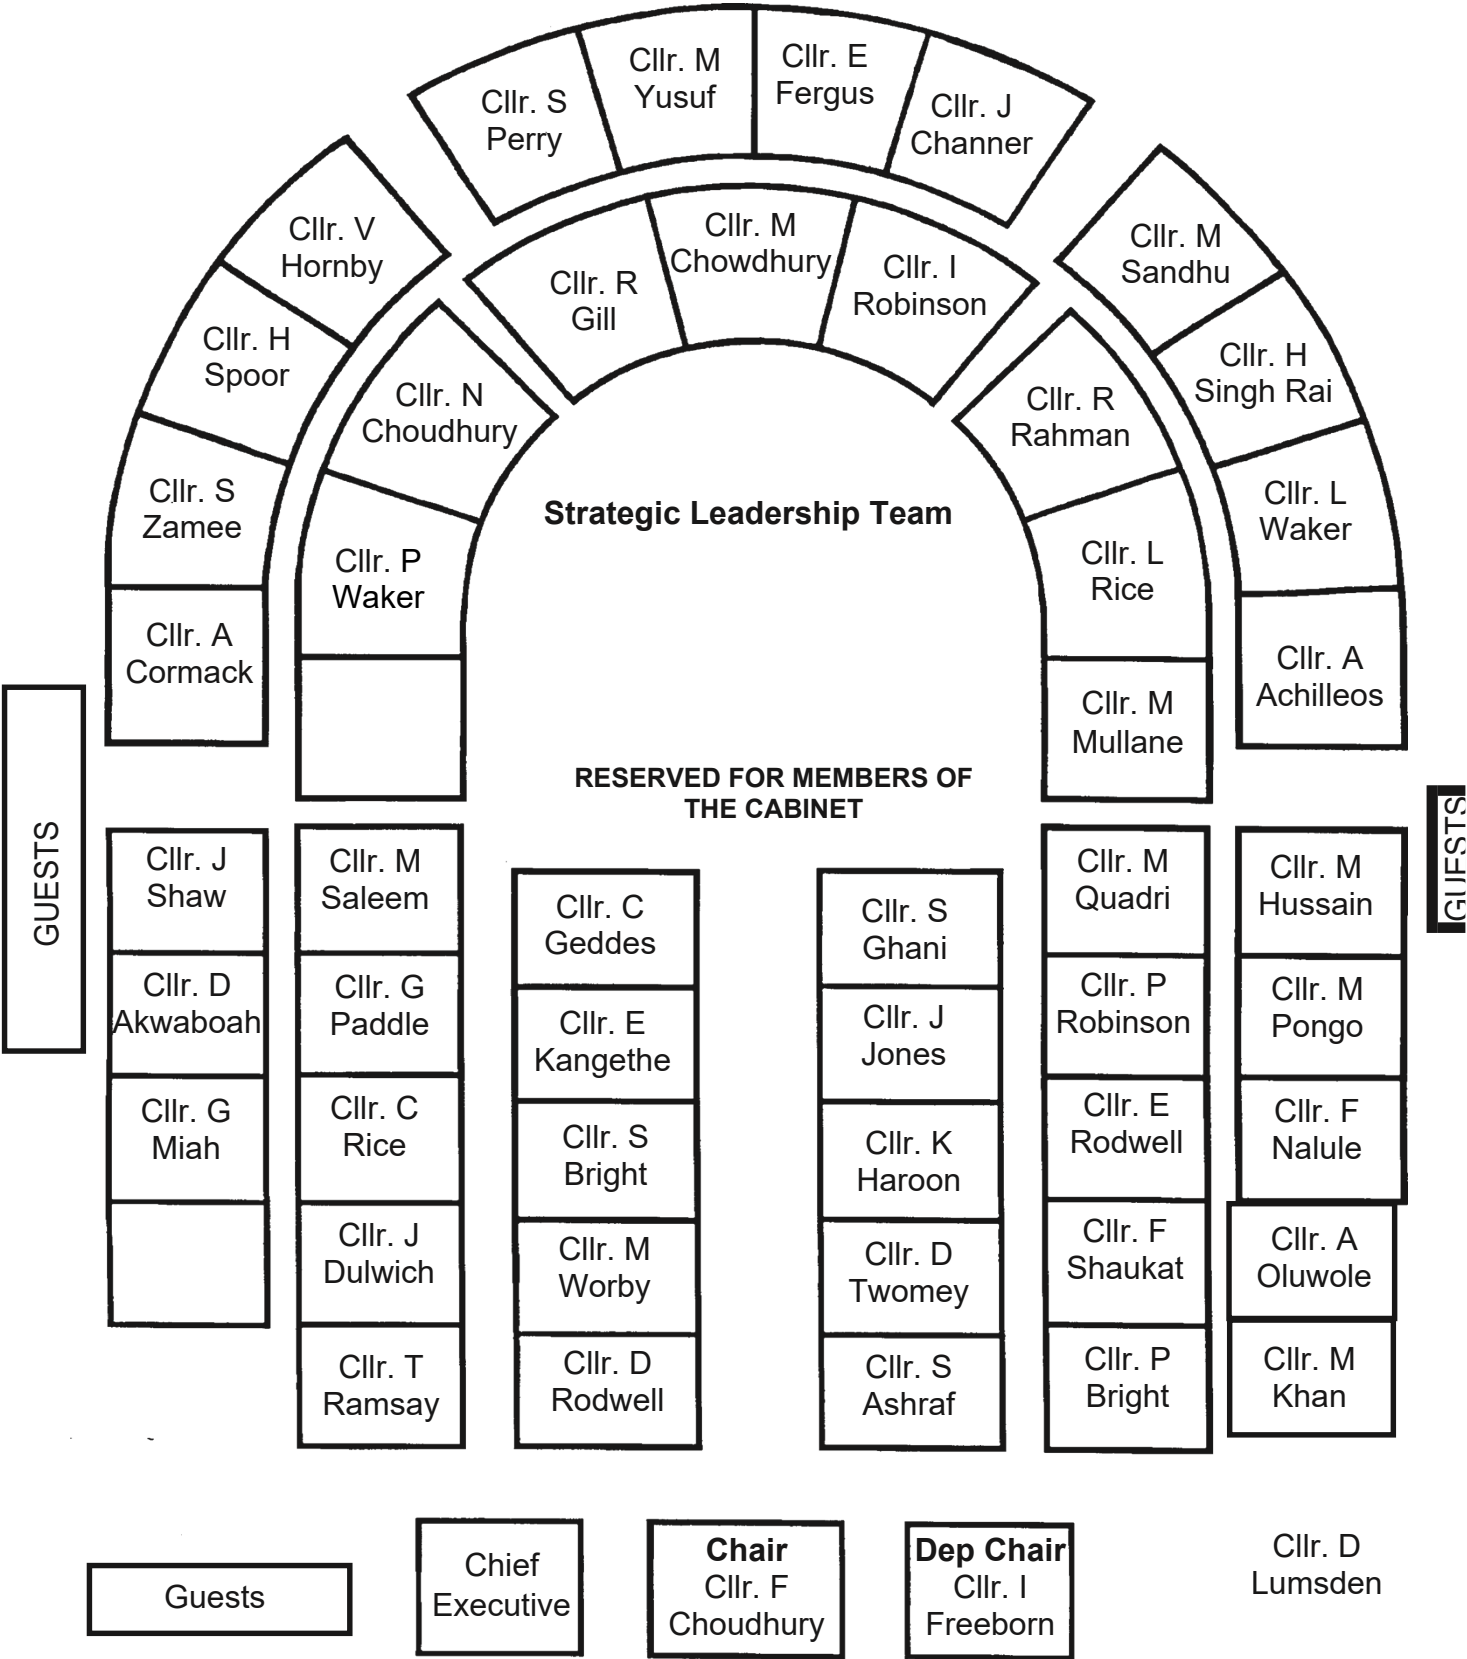 Cllr. S
Perry
Cllr. M
Yusuf
Cllr. E
Fergus
Cllr. J
Channer
Cllr. V
Hornby
Cllr. H
Spoor
Cllr. S
Zamee
Cllr. A
Cormack
Cllr. R
Gill
Cllr. M
Chowdhury
Cllr. I
Robinson
Cllr. M
Sandhu
Cllr. H
Singh Rai
Cllr. L
Waker
Cllr. A
Achilleos
Cllr. N
Choudhury
Cllr. P
Waker
Cllr. R
Rahman
Cllr. L
Rice
Cllr. M
Mullane
Strategic Leadership Team
RESERVED FOR MEMBERS OF
THE CABINET
GUESTS
GUESTS
Cllr. J
Shaw
Cllr. D
Akwaboah
Cllr. G
Miah
Cllr. M
Saleem
Cllr. G
Paddle
Cllr. C
Rice
Cllr. J
Dulwich
Cllr. T
Ramsay
Cllr. C
Geddes
Cllr. E
Kangethe
Cllr. S
Bright
Cllr. M
Worby
Cllr. D
Rodwell
Cllr. S
Ghani
Cllr. J
Jones
Cllr. K
Haroon
Cllr. D
Twomey
Cllr. S
Ashraf
Cllr. M
Quadri
Cllr. P
Robinson
Cllr. E
Rodwell
Cllr. F
Shaukat
Cllr. P
Bright
Cllr. M
Hussain
Cllr. M
Pongo
Cllr. F
Nalule
Cllr. A
Oluwole
Cllr. M
Khan
Guests
Chief
Executive
Chair
Cllr. F
Choudhury
Dep Chair
Cllr. I
Freeborn
Cllr. D
Lumsden